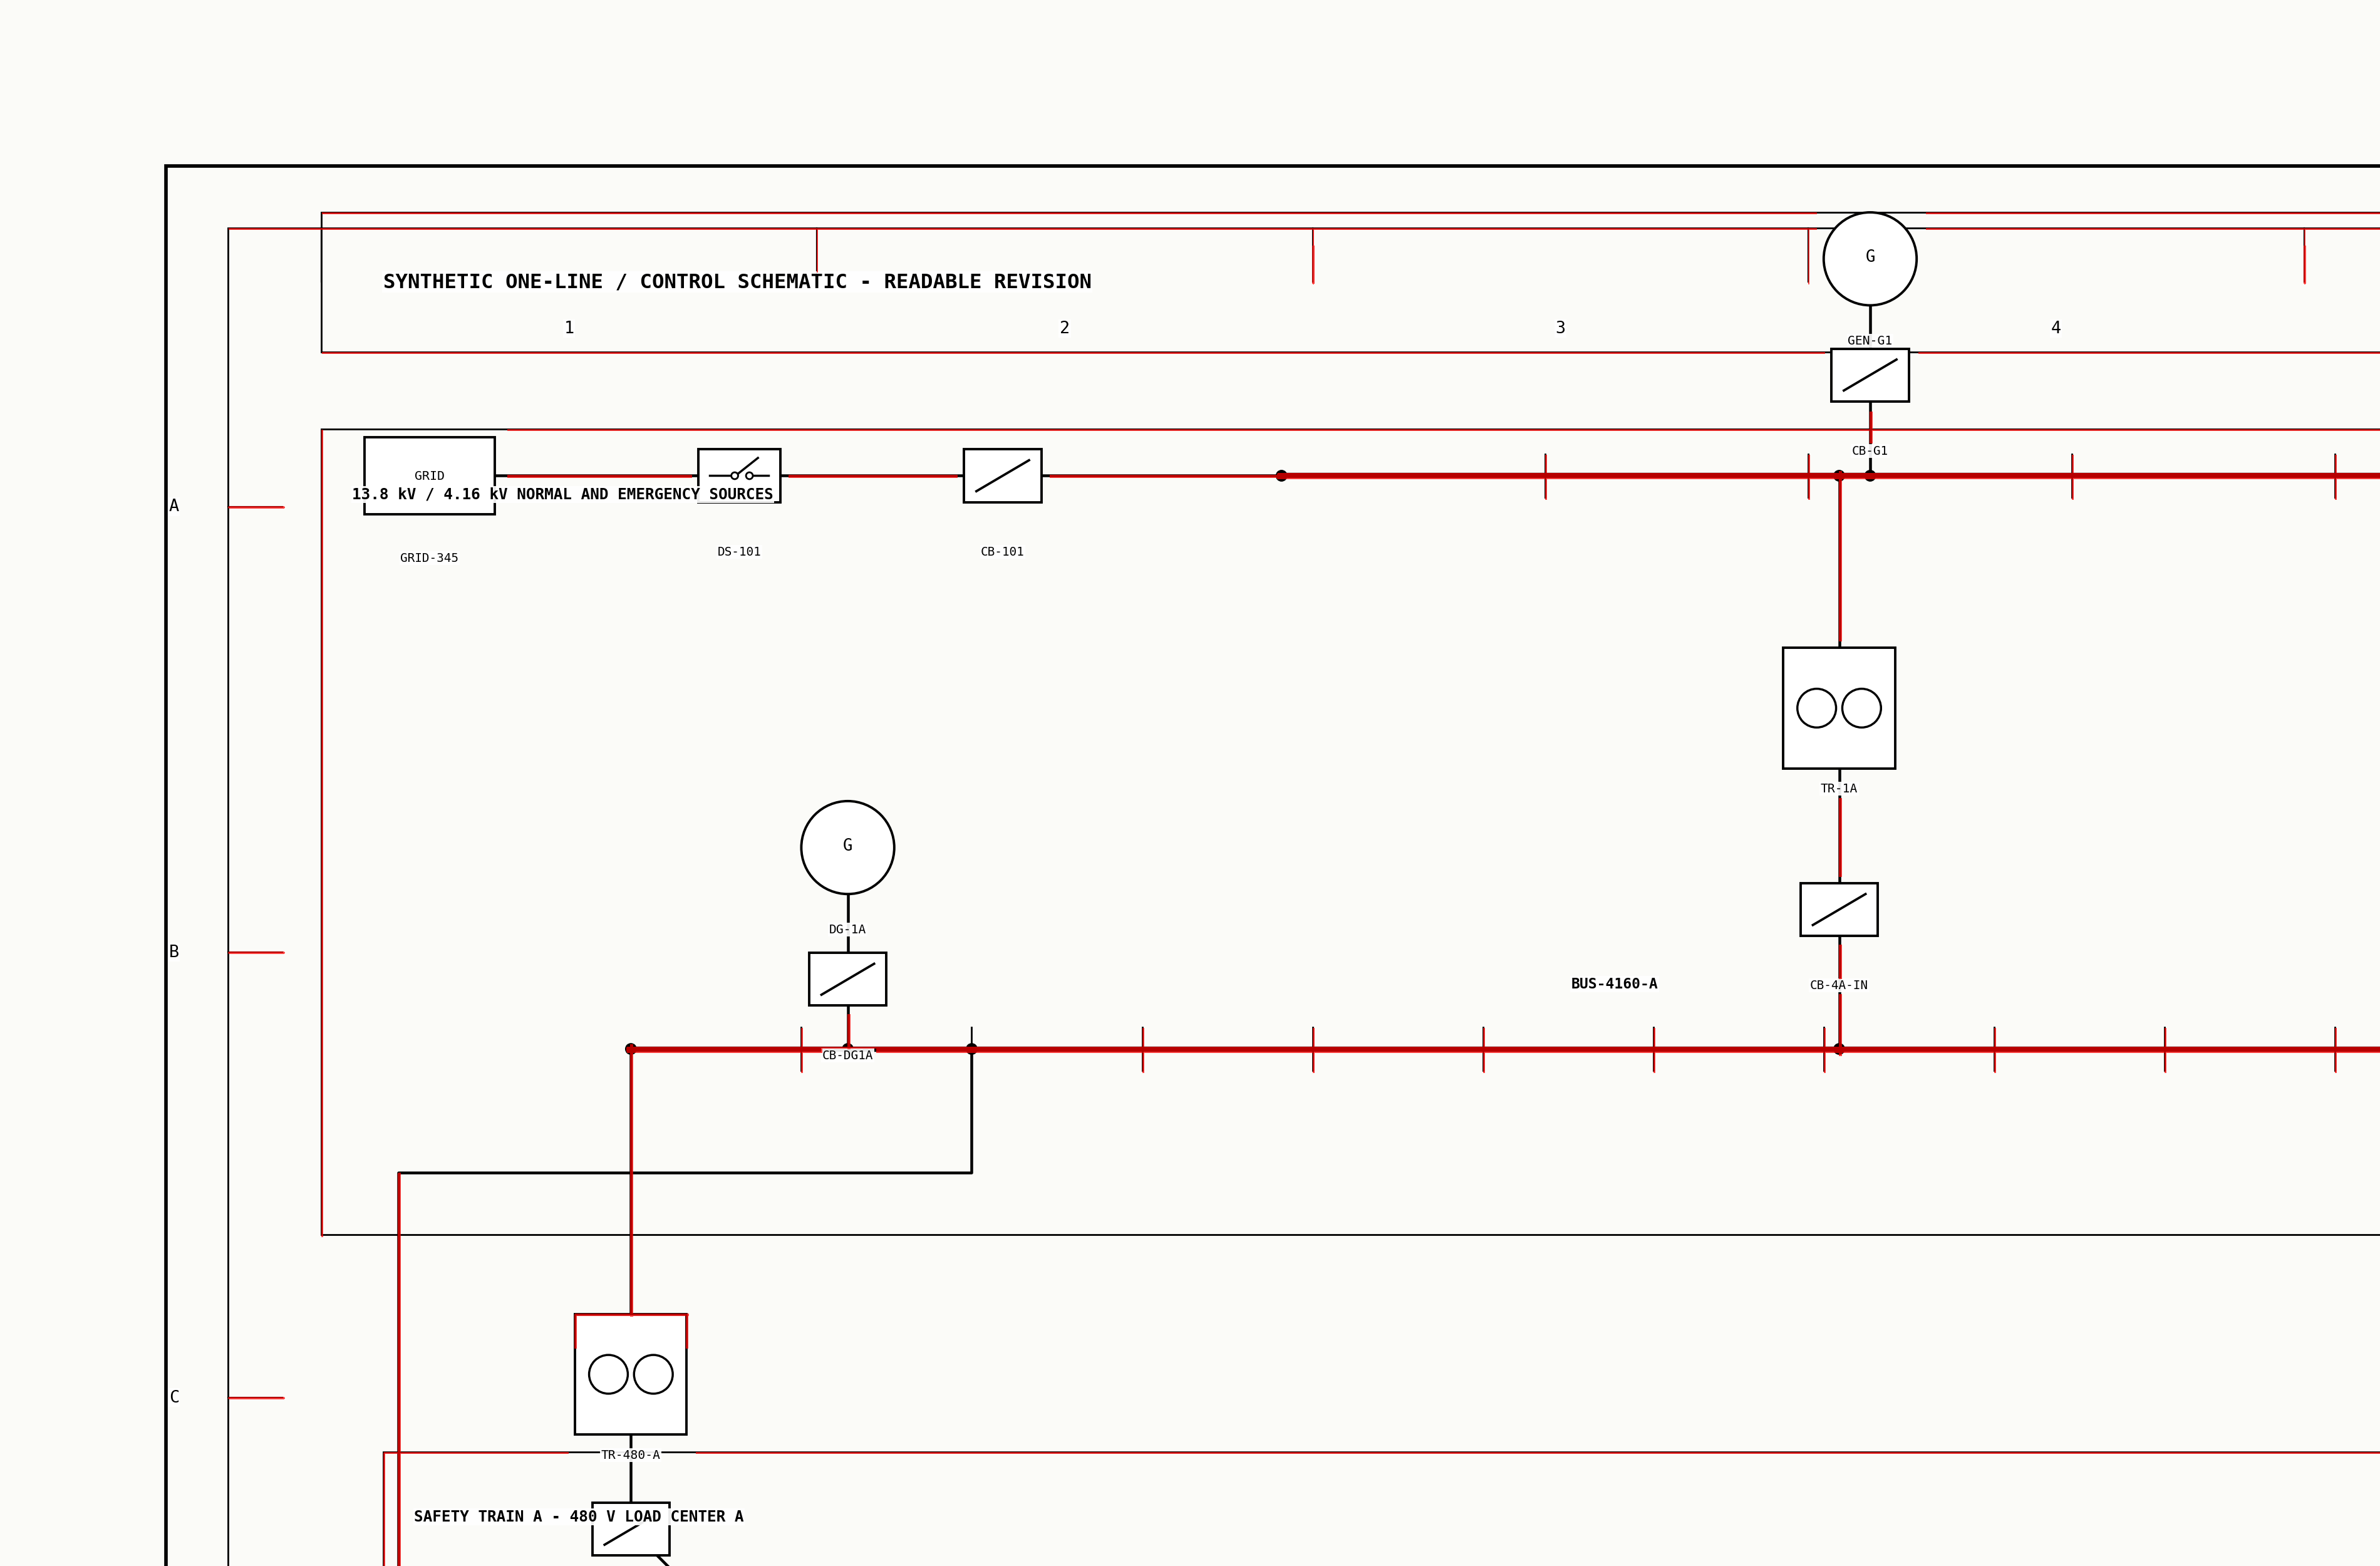 SYNTHETIC ONE-LINE / CONTROL SCHEMATIC - READABLE REVISION
G
1
2
3
4
GEN-G1
CB-G1
GRID
13.8 kV / 4.16 kV NORMAL AND EMERGENCY SOURCES
A
GRID-345
DS-101
CB-101
TR-1A
G
DG-1A
B
BUS-4160-A
CB-4A-IN
CB-DG1A
C
TR-480-A
SAFETY TRAIN A - 480 V LOAD CENTER A